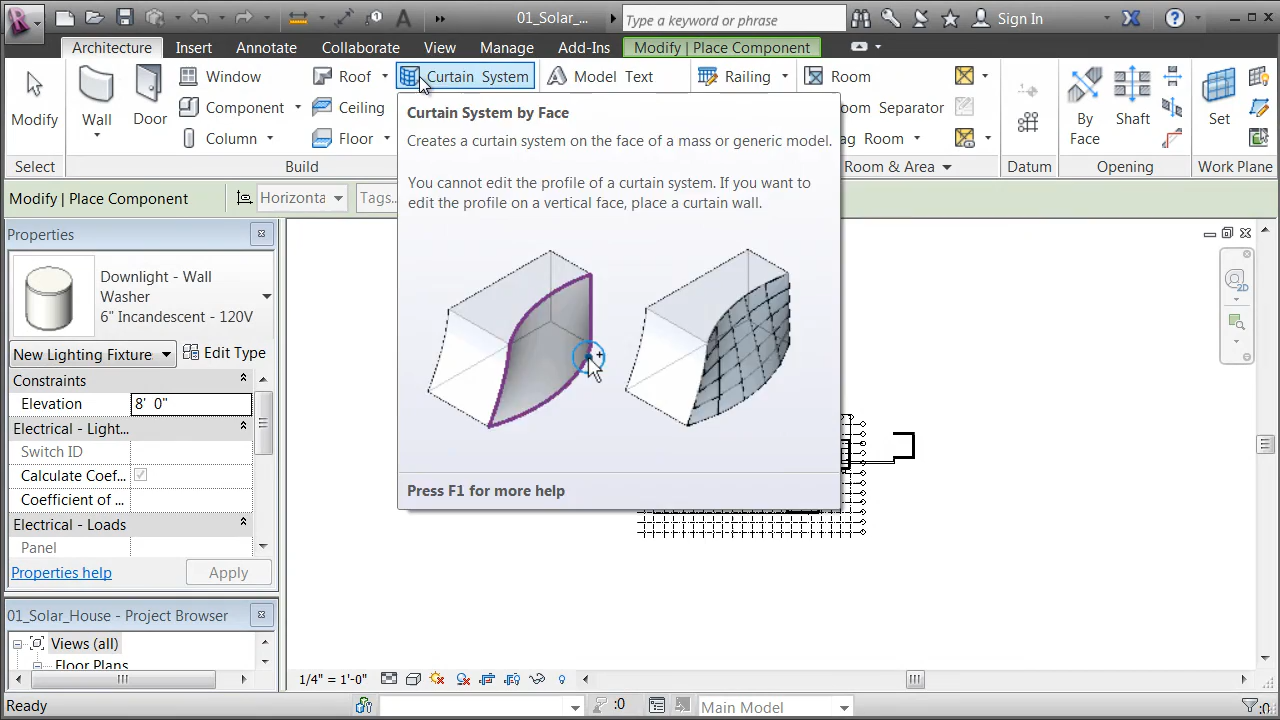 01_Solar_...
Type a keyword or phrase
Sign In
Architecture
Insert
Annotate
Collaborate
View
Manage
Add-Ins
Modify | Place Component
Modify
Wall
Door
Window
Component
Column
Roof
Ceiling
Floor
Curtain System
Model Text
Railing
Room
oom Separator
ag Room
By
Face
Shaft
Set
Select
Build
Room & Area
Datum
Opening
Work Plane
Modify | Place Component
Horizonta
Tags...
Curtain System by Face
Creates a curtain system on the face of a mass or generic model.
You cannot edit the profile of a curtain system. If you want to
edit the profile on a vertical face, place a curtain wall.
Press F1 for more help
Properties
Downlight - Wall
Washer
6" Incandescent - 120V
New Lighting Fixture
Edit Type
Constraints
Elevation
8' 0"
Electrical - Light...
Switch ID
Calculate Coef...
Coefficient of ...
Electrical - Loads
Panel
Properties help
Apply
01_Solar_House - Project Browser
Views (all)
Floor Plans
2D
1/4" = 1'-0"
Ready
:0
Main Model
:0